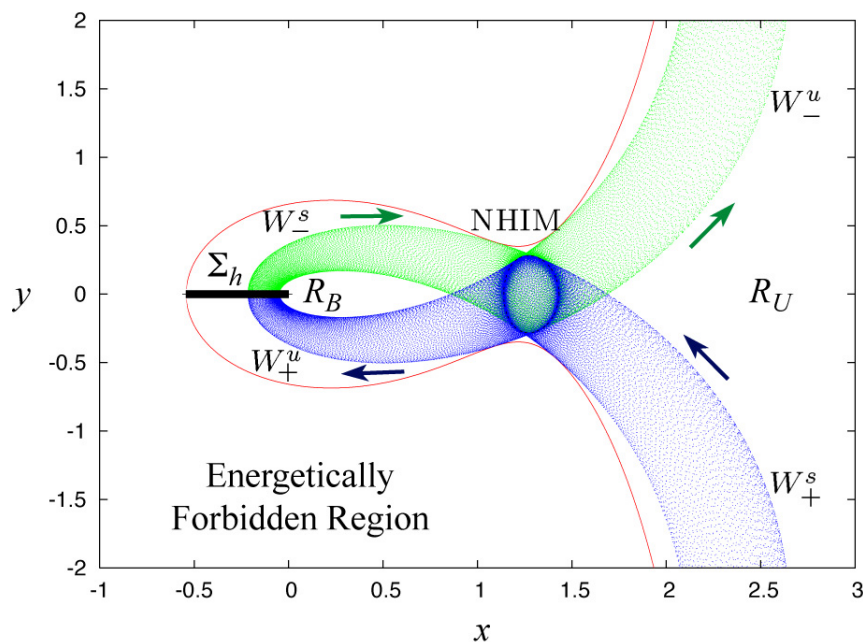 2
1.5
1
0.5
0
-0.5
-1
-1.5
-2
y
W_-^u
W_-^s
NHIM
Σ_h
R_B
R_U
W_+^u
W_+^s
Energetically
Forbidden Region
-1 -0.5 0 0.5 1 1.5 2 2.5 3
x